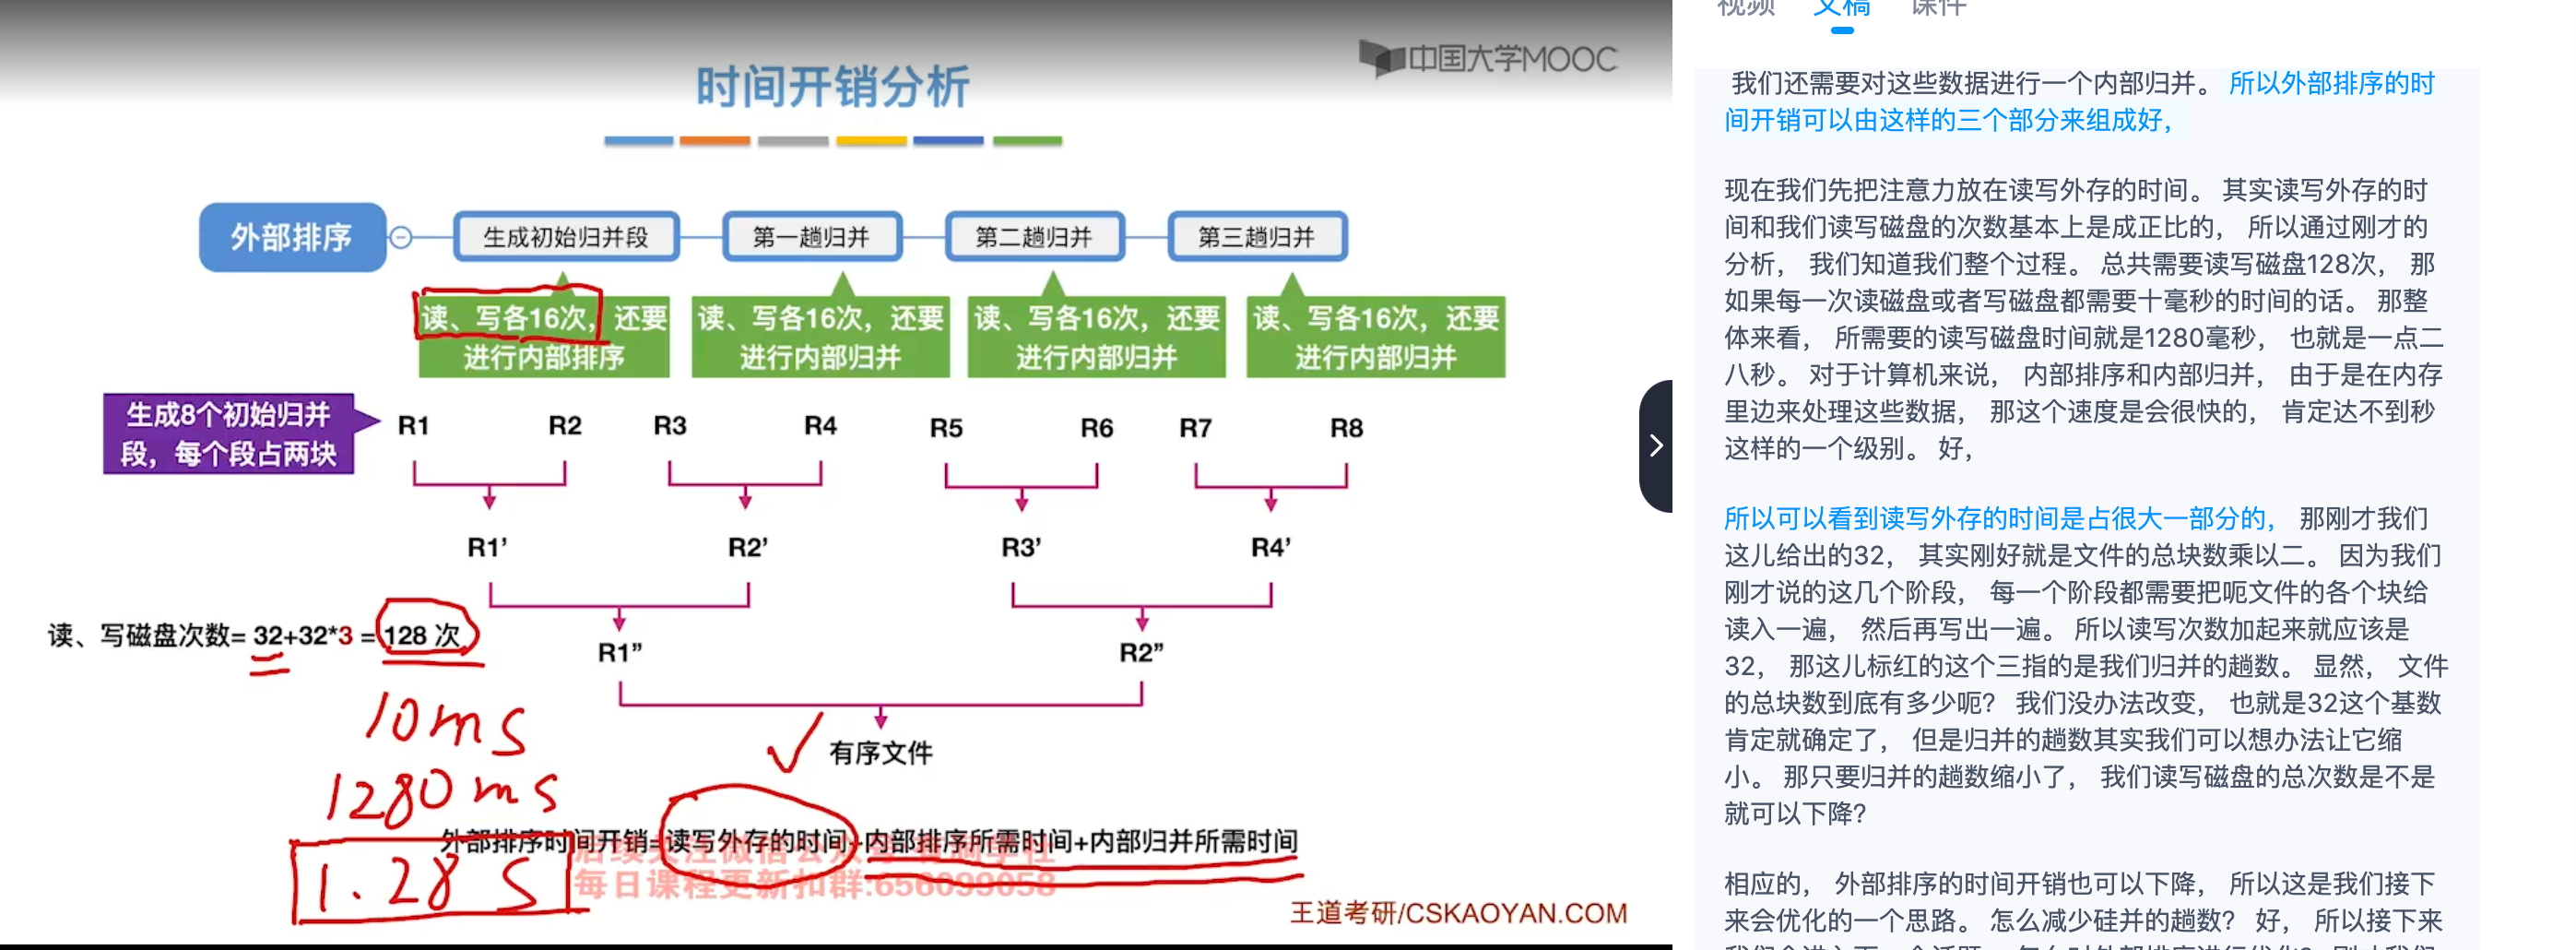 中国大学MOOC
时间开销分析
外部排序
生成初始归并段
第一趟归并
第二趟归并
第三趟归并
读、写各16次，还要
进行内部排序
读、写各16次，还要
进行内部归并
读、写各16次，还要
进行内部归并
读、写各16次，还要
进行内部归并
生成8个初始归并
段，每个段占两块
R1 R2 R3 R4 R5 R6 R7 R8
R1’ R2’ R3’ R4’
读、写磁盘次数= 32+32*3 = 128 次
R1” R2”
有序文件
10ms
1280ms
1.28 S
外部排序时间开销=读写外存的时间+内部排序所需时间+内部归并所需时间
每日课程更新扣群:656099058
王道考研/CSKAOYAN.COM
视频 文稿 课件
我们还需要对这些数据进行一个内部归并。 所以外部排序的时
间开销可以由这样的三个部分来组成好，
现在我们先把注意力放在读写外存的时间。 其实读写外存的时
间和我们读写磁盘的次数基本上是成正比的， 所以通过刚才的
分析， 我们知道我们整个过程。 总共需要读写磁盘128次， 那
如果每一次读磁盘或者写磁盘都需要十毫秒的时间的话。 那整
体来看， 所需要的读写磁盘时间就是1280毫秒， 也就是一点二
八秒。 对于计算机来说， 内部排序和内部归并， 由于是在内存
里边来处理这些数据， 那这个速度是会很快的， 肯定达不到秒
这样的一个级别。 好，
所以可以看到读写外存的时间是占很大一部分的， 那刚才我们
这儿给出的32， 其实刚好就是文件的总块数乘以二。 因为我们
刚才说的这几个阶段， 每一个阶段都需要把呃文件的各个块给
读入一遍， 然后再写出一遍。 所以读写次数加起来就应该是
32， 那这儿标红的这个三指的是我们归并的趟数。 显然， 文件
的总块数到底有多少呃？ 我们没办法改变， 也就是32这个基数
肯定就确定了， 但是归并的趟数其实我们可以想办法让它缩
小。 那只要归并的趟数缩小了， 我们读写磁盘的总次数是不是
就可以下降？
相应的， 外部排序的时间开销也可以下降， 所以这是我们接下
来会优化的一个思路。 怎么减少硅并的趟数？ 好， 所以接下来